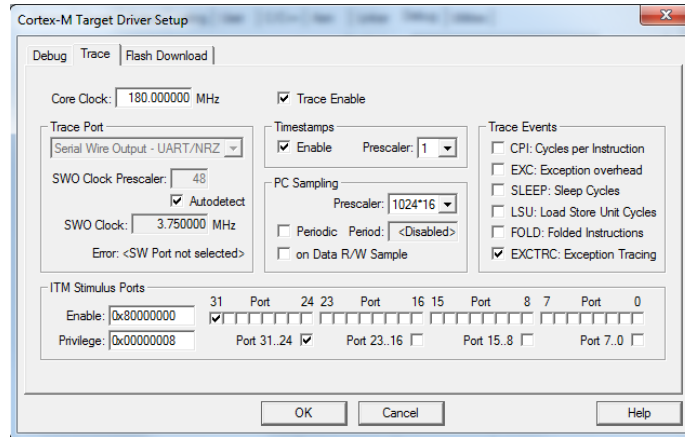 Cortex-M Target Driver Setup
Debug Trace Flash Download
Core Clock: 180.000000 MHz Trace Enable
Trace Port Timestamps Trace Events
Serial Wire Output - UART/NRZ Enable Prescaler: 1 CPI: Cycles per Instruction
EXC: Exception overhead
SWO Clock Prescaler: 48 PC Sampling SLEEP: Sleep Cycles
Autodetect Prescaler: 1024*16 LSU: Load Store Unit Cycles
SWO Clock: 3.750000 MHz Periodic Period: <Disabled> FOLD: Folded Instructions
Error: <SW Port not selected> on Data R/W Sample EXCTRC: Exception Tracing
ITM Stimulus Ports
31 Port 24 23 Port 16 15 Port 8 7 Port 0
Enable: 0x80000000
Privilege: 0x00000008 Port 31..24 Port 23..16 Port 15..8 Port 7..0
OK Cancel Help